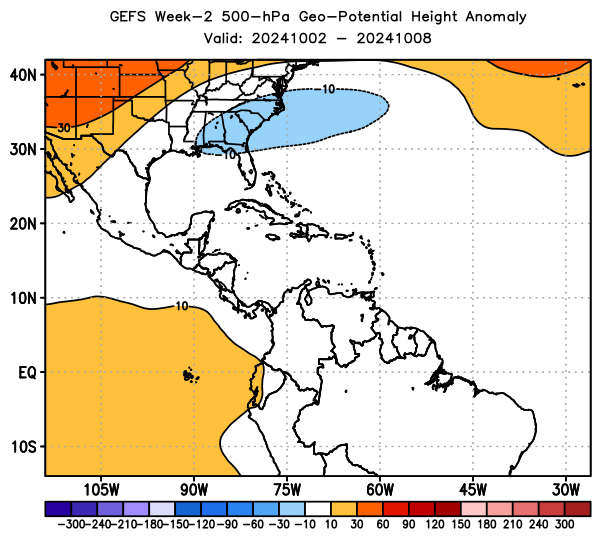 GEFS Week-2 500-hPa Geo-Potential Height Anomaly
Valid: 20241002 - 20241008
40N
30N
20N
10N
EQ
10S
-10
30
-10
10
105W 90W 75W 60W 45W 30W
-300 -240 -210 -180 -150 -120 -90 -60 -30 -10 10 30 60 90 120 150 180 210 240 300